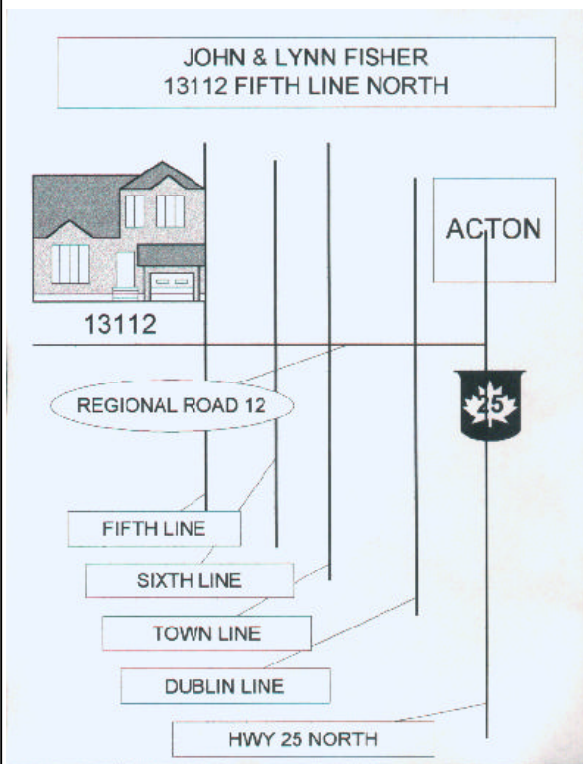 JOHN & LYNN FISHER
13112 FIFTH LINE NORTH
ACTON
13112
25
REGIONAL ROAD 12
FIFTH LINE
SIXTH LINE
TOWN LINE
DUBLIN LINE
HWY 25 NORTH